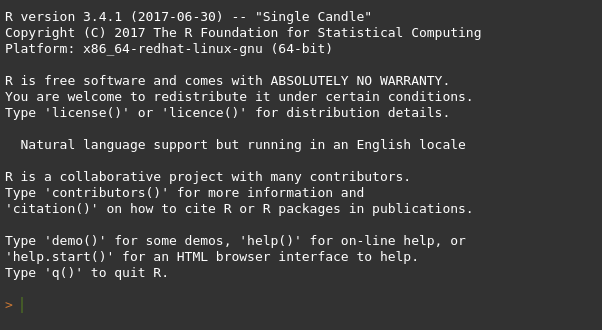 R version 3.4.1 (2017-06-30) -- "Single Candle"
Copyright (C) 2017 The R Foundation for Statistical Computing
Platform: x86_64-redhat-linux-gnu (64-bit)
R is free software and comes with ABSOLUTELY NO WARRANTY.
You are welcome to redistribute it under certain conditions.
Type 'license()' or 'licence()' for distribution details.
Natural language support but running in an English locale
R is a collaborative project with many contributors.
Type 'contributors()' for more information and
'citation()' on how to cite R or R packages in publications.
Type 'demo()' for some demos, 'help()' for on-line help, or
'help.start()' for an HTML browser interface to help.
Type 'q()' to quit R.
>